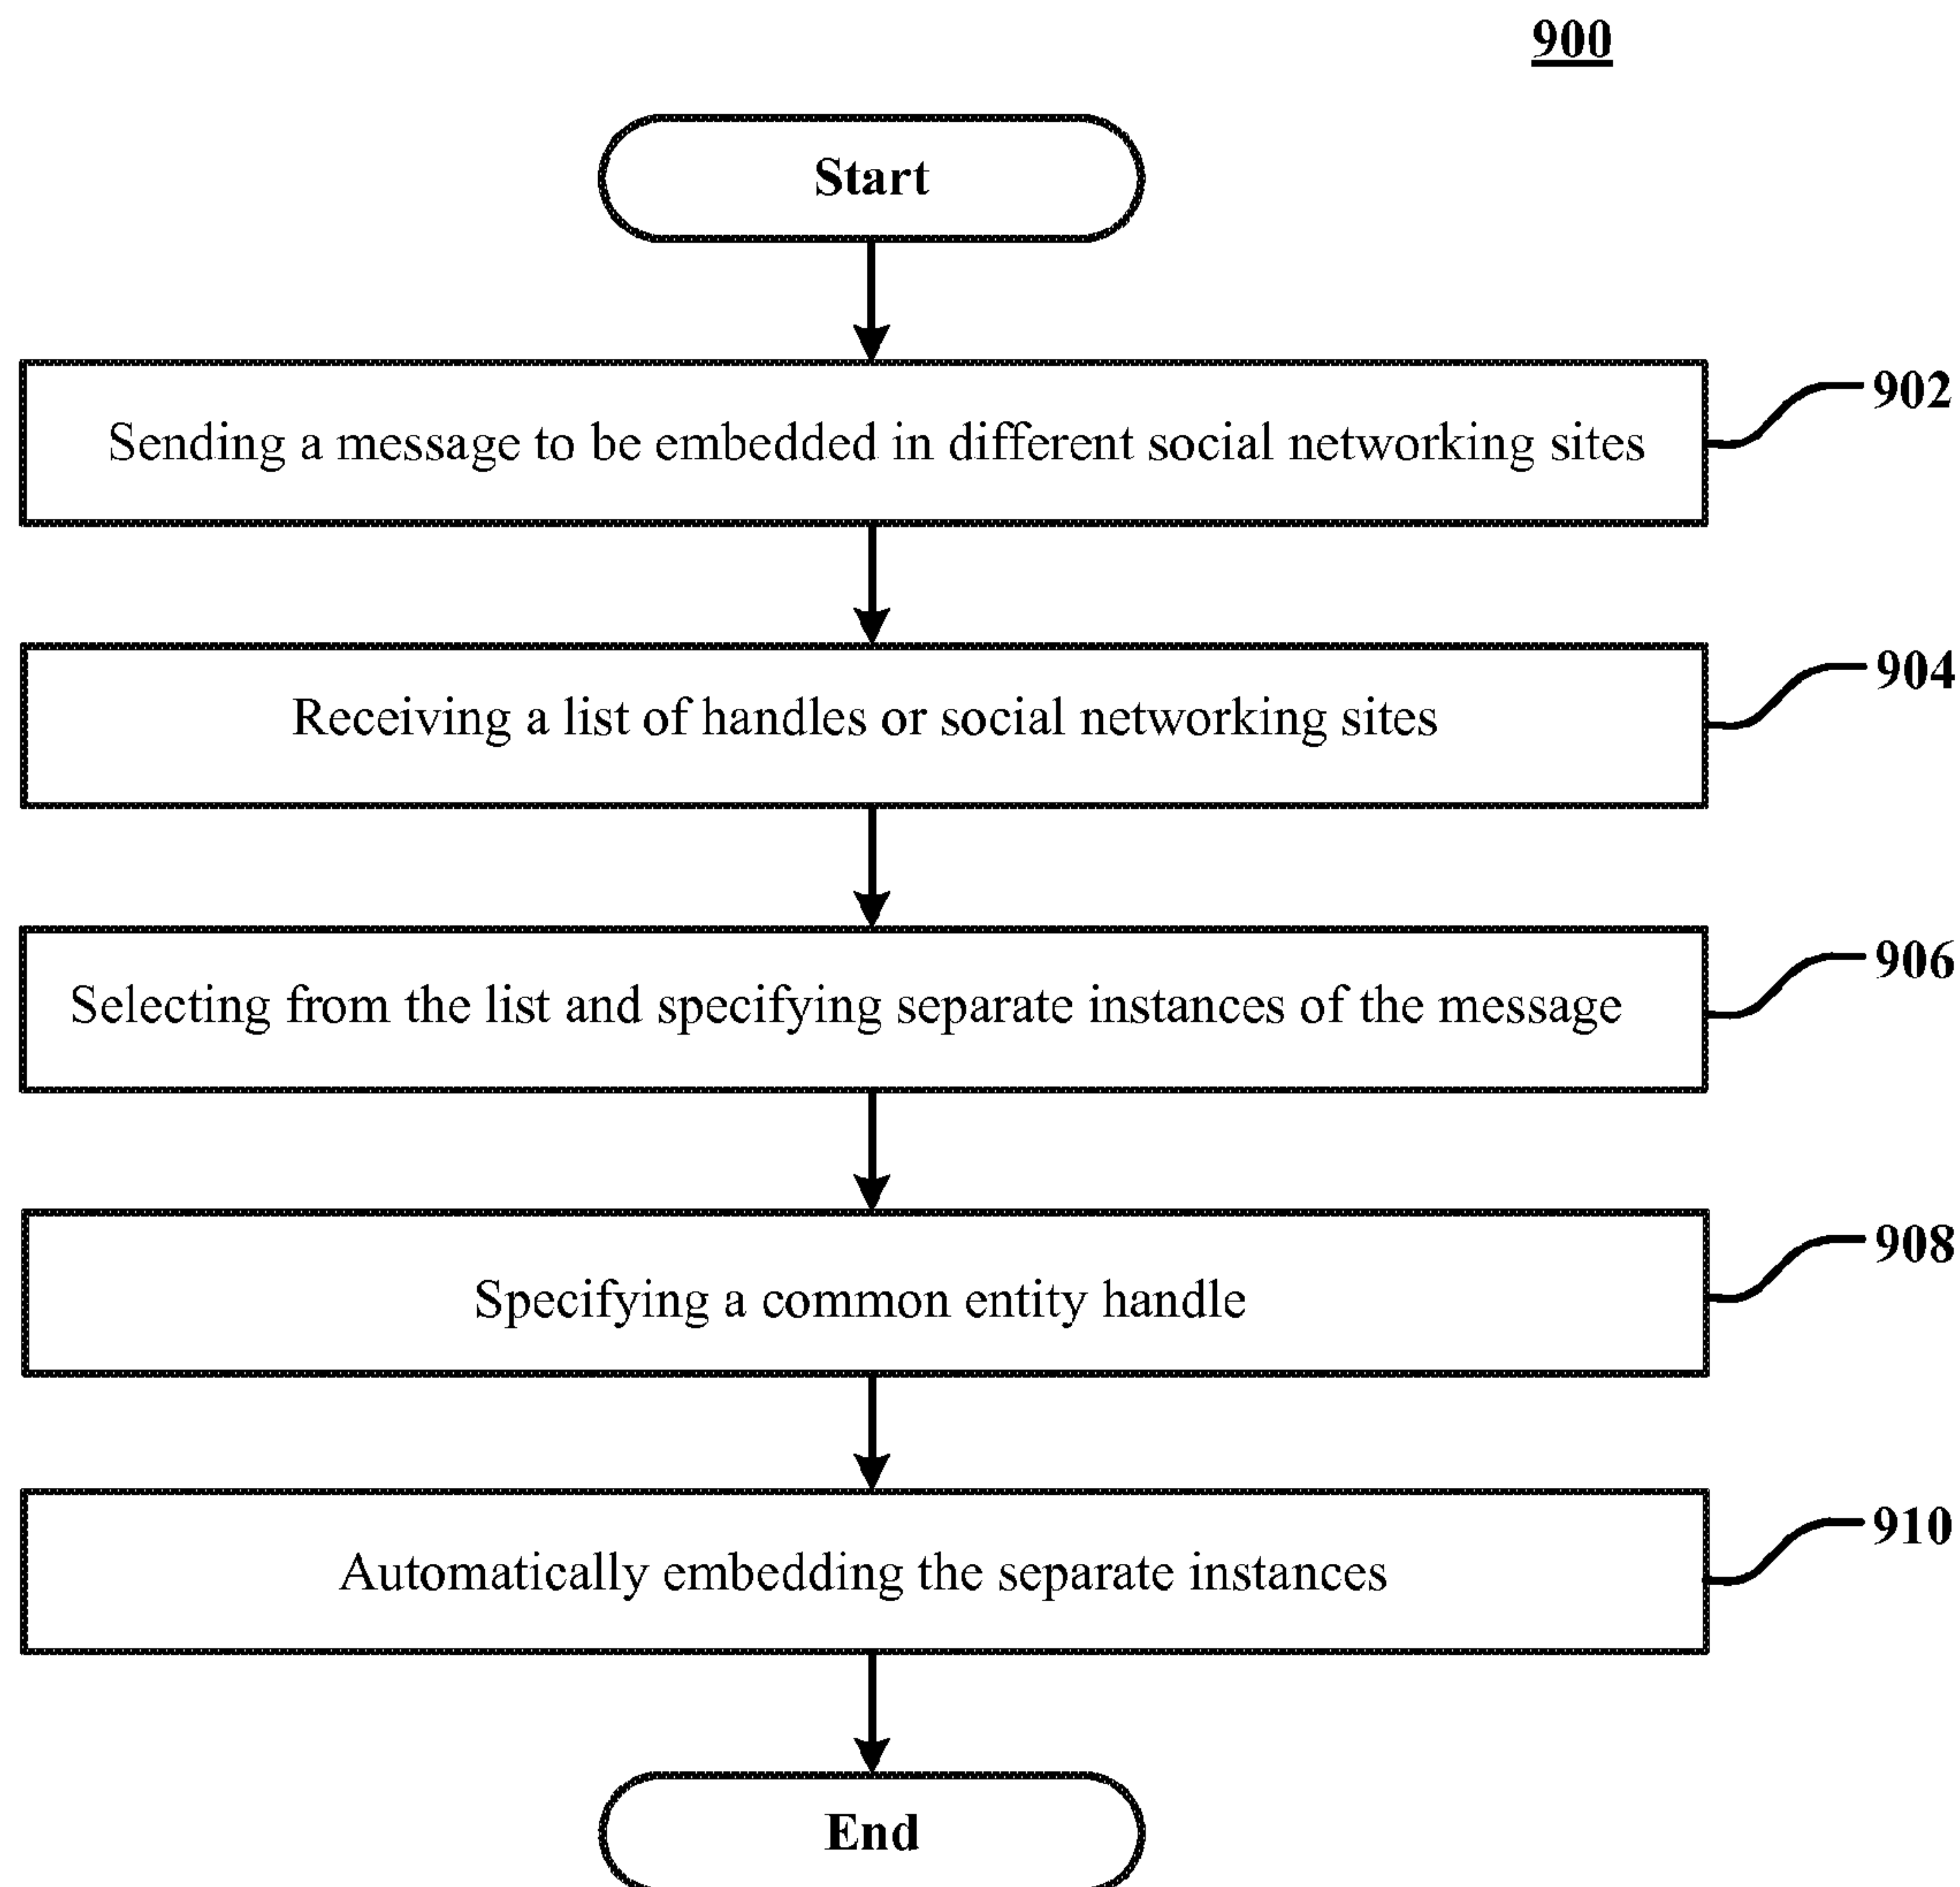 900
Start
Sending a message to be embedded in different social networking sites
902
Receiving a list of handles or social networking sites
904
Selecting from the list and specifying separate instances of the message
906
Specifying a common entity handle
908
Automatically embedding the separate instances
910
End